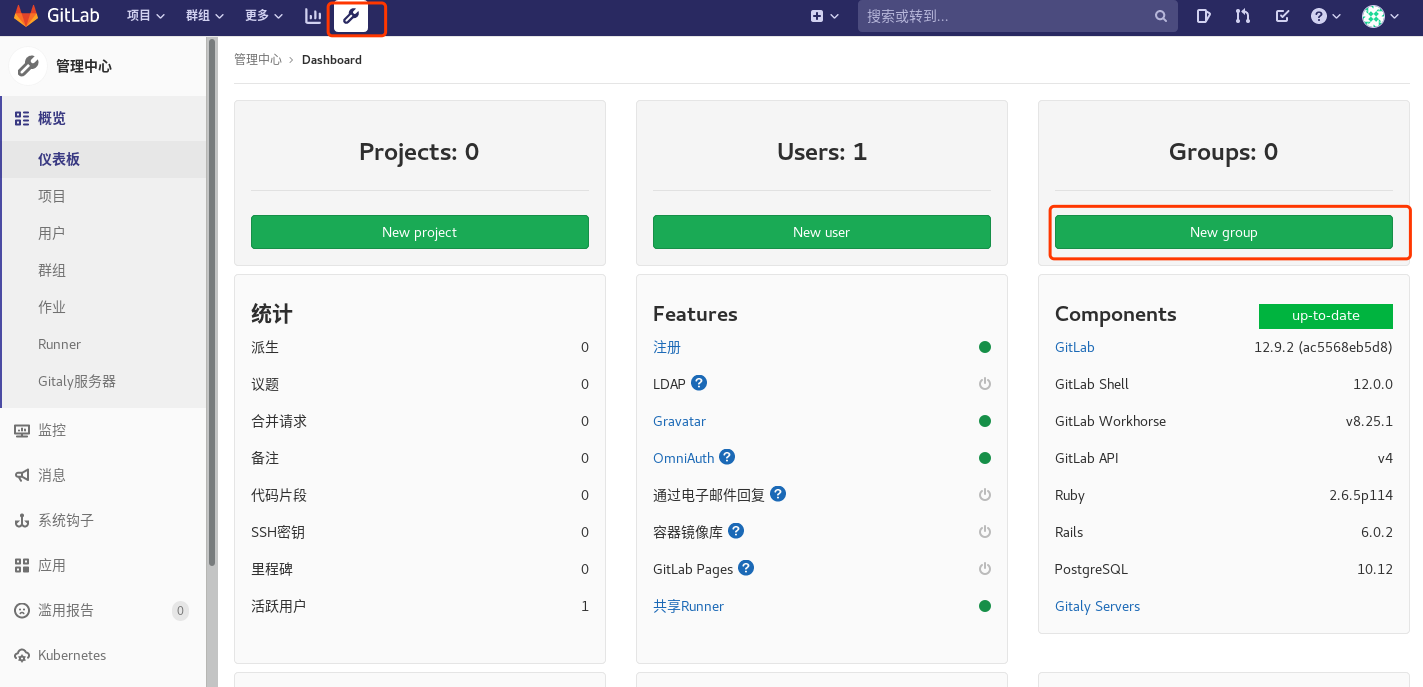 GitLab 项目 群组 更多 搜索或转到...
管理中心
概览
仪表板
项目
用户
群组
作业
Runner
Gitaly服务器
监控
消息
系统钩子
应用
滥用报告 0
Kubernetes
管理中心 › Dashboard
Projects: 0
New project
Users: 1
New user
Groups: 0
New group
统计
派生 0
议题 0
合并请求 0
备注 0
代码片段 0
SSH密钥 0
里程碑 0
活跃用户 1
Features
注册
LDAP
Gravatar
OmniAuth
通过电子邮件回复
容器镜像库
GitLab Pages
共享Runner
Components up-to-date
GitLab 12.9.2 (ac5568eb5d8)
GitLab Shell 12.0.0
GitLab Workhorse v8.25.1
GitLab API v4
Ruby 2.6.5p114
Rails 6.0.2
PostgreSQL 10.12
Gitaly Servers